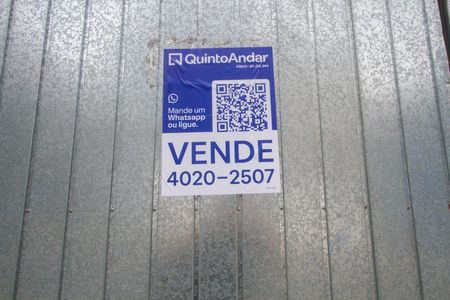 QuintoAndar
Mande um
Whatsapp
ou ligue.
VENDE
4020-2507